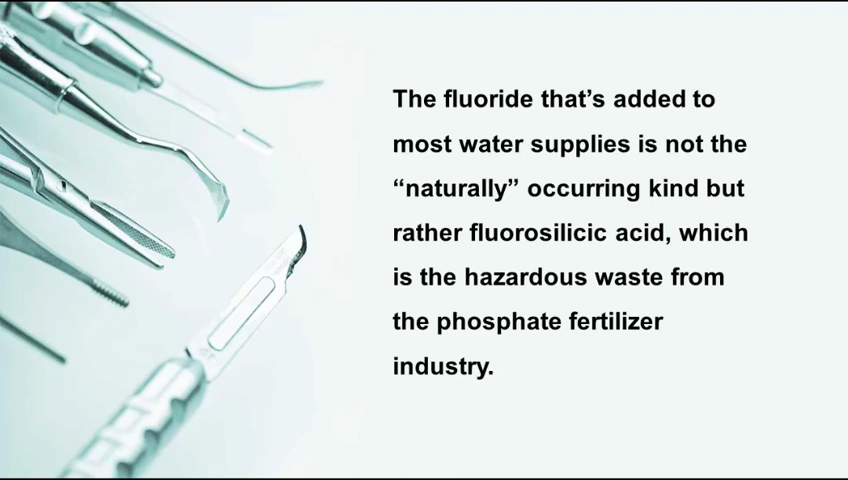 The fluoride that’s added to
most water supplies is not the
“naturally” occurring kind but
rather fluorosilicic acid, which
is the hazardous waste from
the phosphate fertilizer
industry.